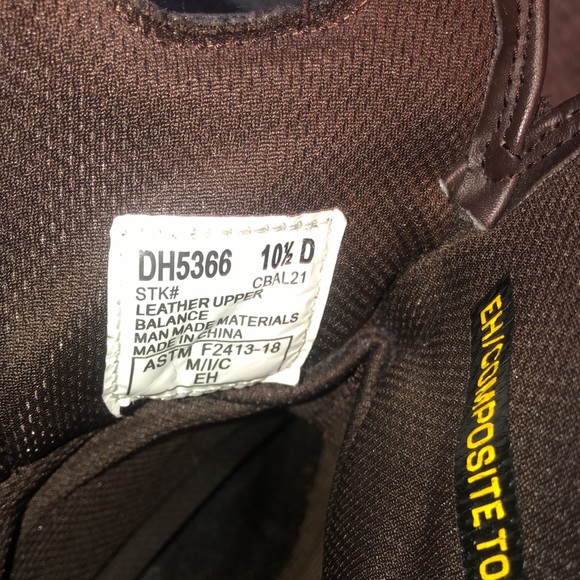 DH5366 10½ D
STK# CBAL21
LEATHER UPPER
BALANCE
MAN MADE MATERIALS
MADE IN CHINA
ASTM F2413-18
M/I/C
EH
EH/COMPOSITE TO